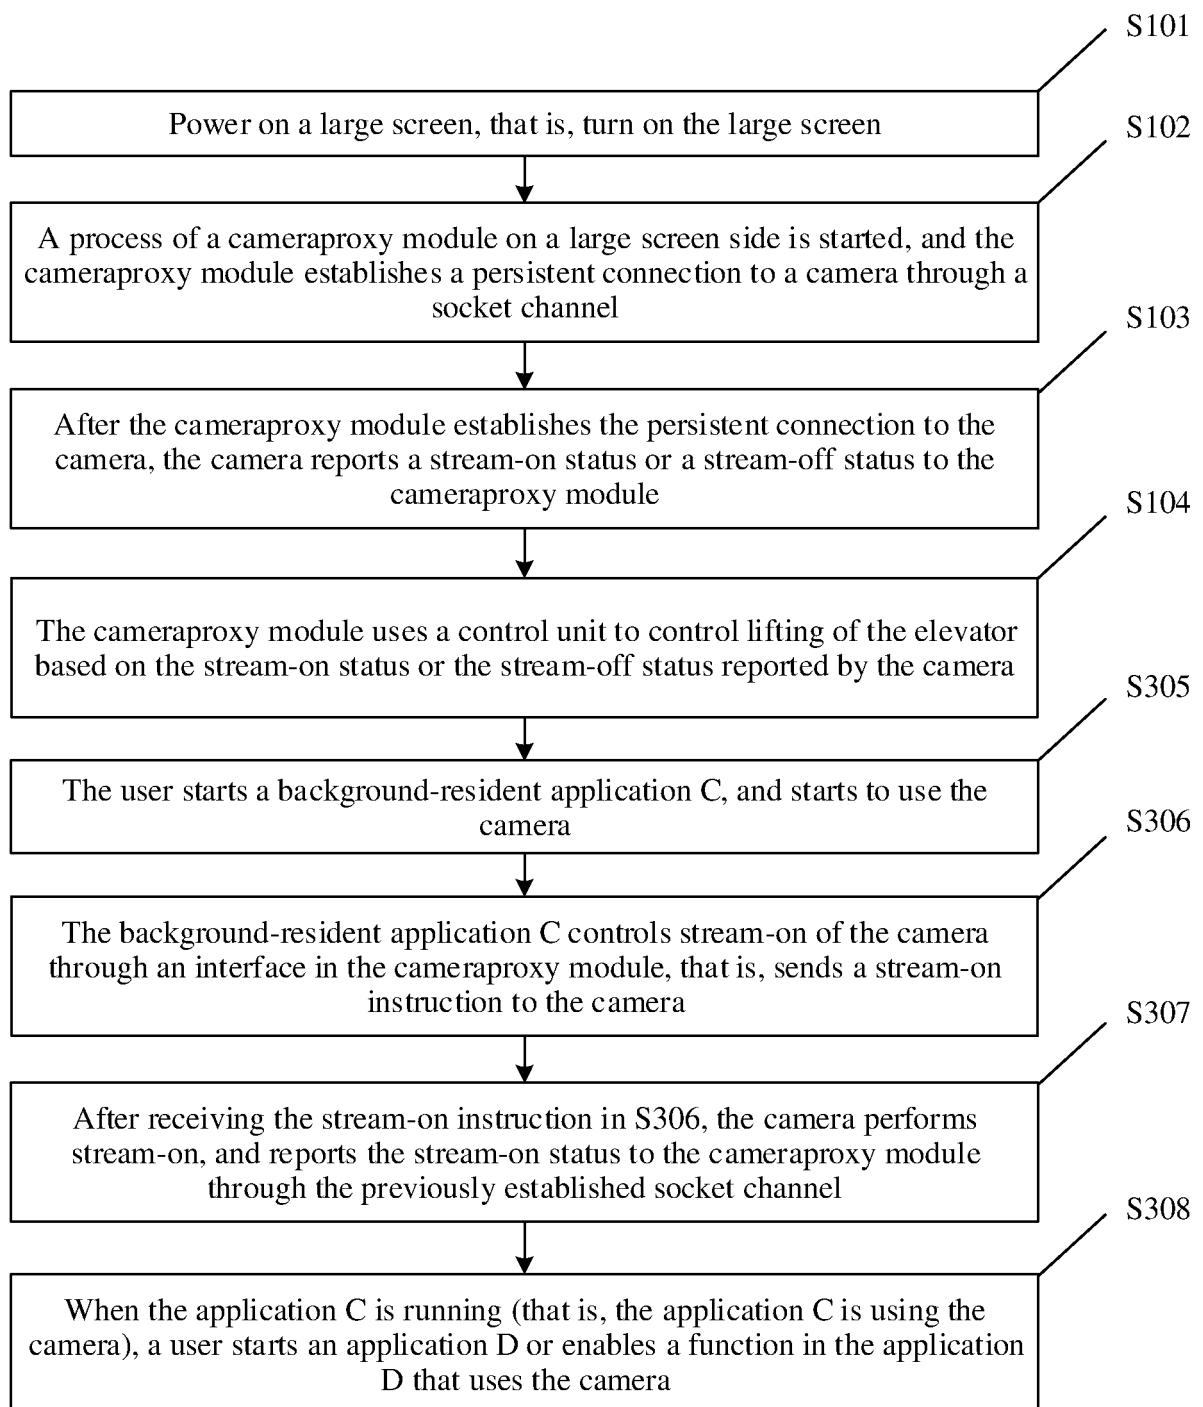 S101
Power on a large screen, that is, turn on the large screen
S102
A process of a cameraproxy module on a large screen side is started, and the
cameraproxy module establishes a persistent connection to a camera through a
socket channel
S103
After the cameraproxy module establishes the persistent connection to the
camera, the camera reports a stream-on status or a stream-off status to the
cameraproxy module
S104
The cameraproxy module uses a control unit to control lifting of the elevator
based on the stream-on status or the stream-off status reported by the camera
S305
The user starts a background-resident application C, and starts to use the
camera
S306
The background-resident application C controls stream-on of the camera
through an interface in the cameraproxy module, that is, sends a stream-on
instruction to the camera
S307
After receiving the stream-on instruction in S306, the camera performs
stream-on, and reports the stream-on status to the cameraproxy module
through the previously established socket channel
S308
When the application C is running (that is, the application C is using the
camera), a user starts an application D or enables a function in the application
D that uses the camera